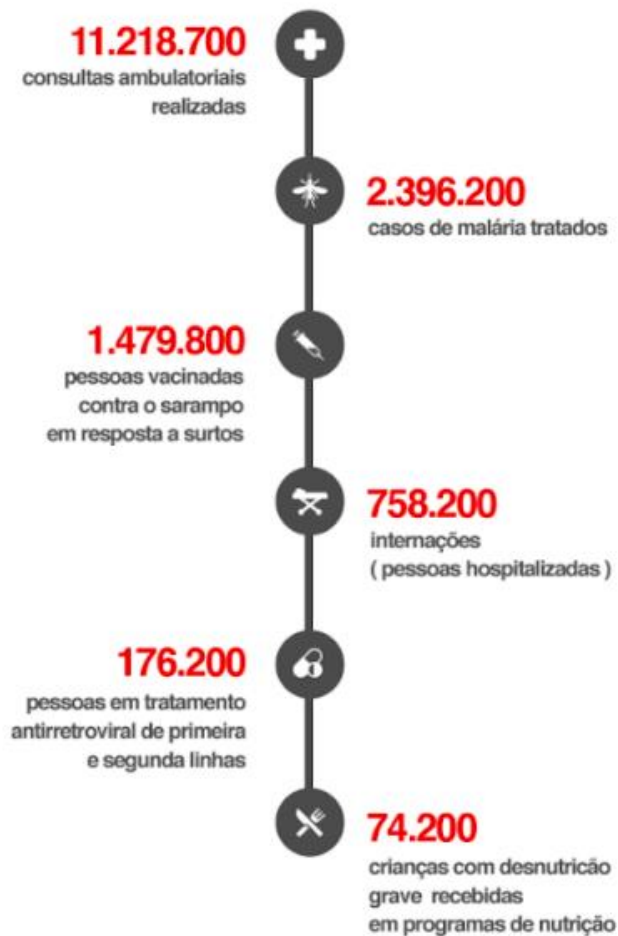 11.218.700
consultas ambulatoriais
realizadas
2.396.200
casos de malária tratados
1.479.800
pessoas vacinadas
contra o sarampo
em resposta a surtos
758.200
internações
( pessoas hospitalizadas )
176.200
pessoas em tratamento
antirretroviral de primeira
e segunda linhas
74.200
crianças com desnutricão
grave recebidas
em programas de nutrição